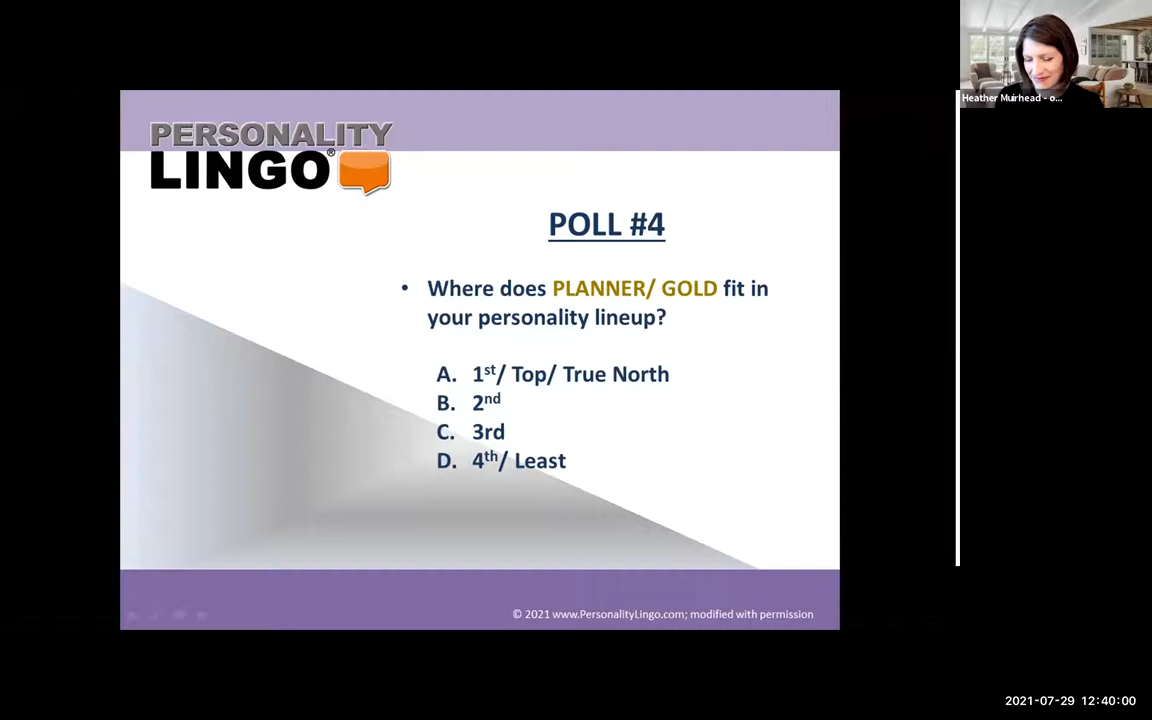 Heather Muirhead - o...
PERSONALITY
LINGO®
POLL #4
• Where does PLANNER/ GOLD fit in
your personality lineup?
A. 1st/ Top/ True North
B. 2nd
C. 3rd
D. 4th/ Least
© 2021 www.PersonalityLingo.com; modified with permission
2021-07-29 12:40:00